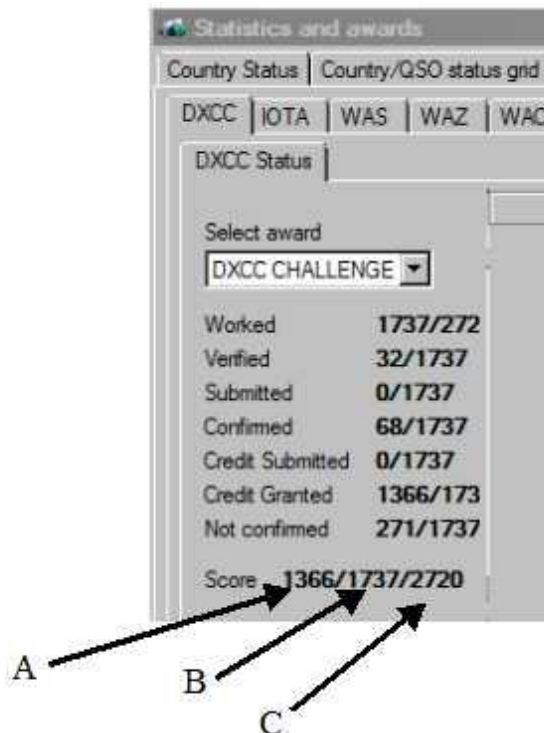 Statistics and awards
Country Status Country/QSO status grid
DXCC IOTA WAS WAZ WAC
DXCC Status
Select award
DXCC CHALLENGE
Worked 1737/272
Verified 32/1737
Submitted 0/1737
Confirmed 68/1737
Credit Submitted 0/1737
Credit Granted 1366/173
Not confirmed 271/1737
Score 1366/1737/2720
A
B
C